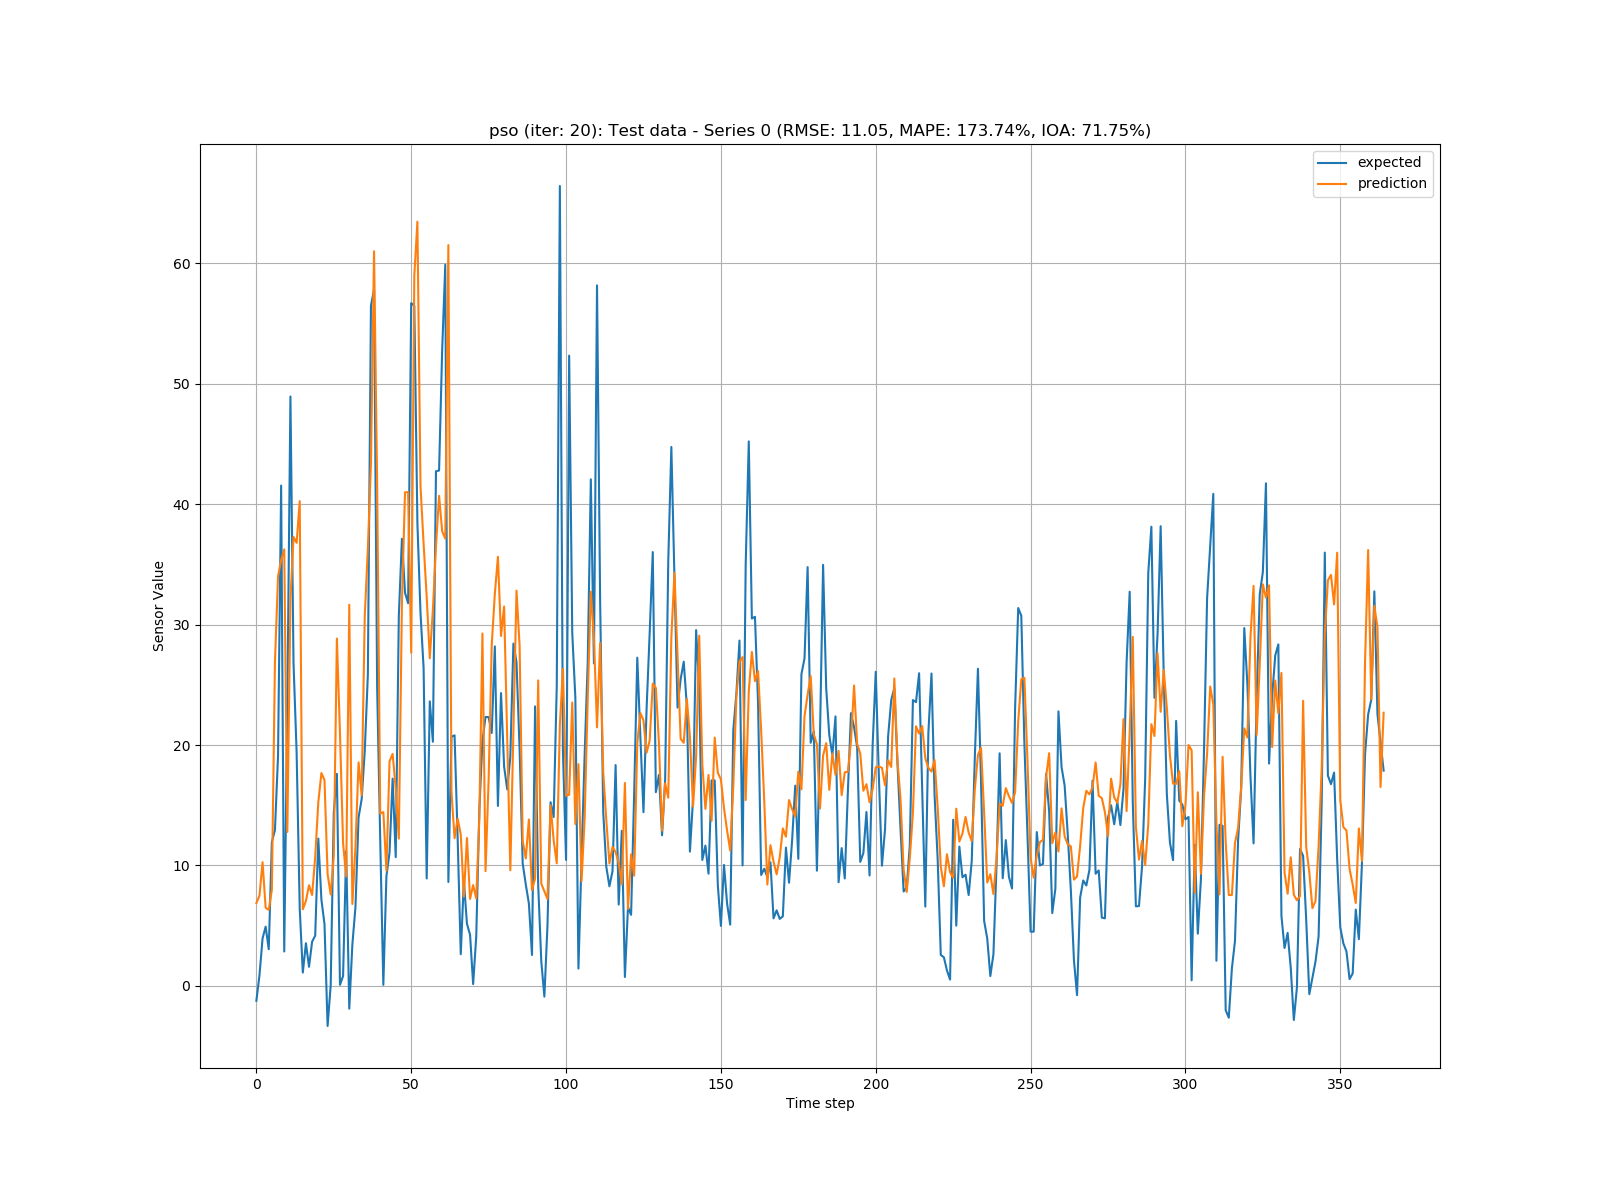 pso (iter: 20): Test data - Series 0 (RMSE: 11.05, MAPE: 173.74%, IOA: 71.75%)
expected
prediction
60
50
40
30
20
10
0
Sensor Value
0 50 100 150 200 250 300 350
Time step